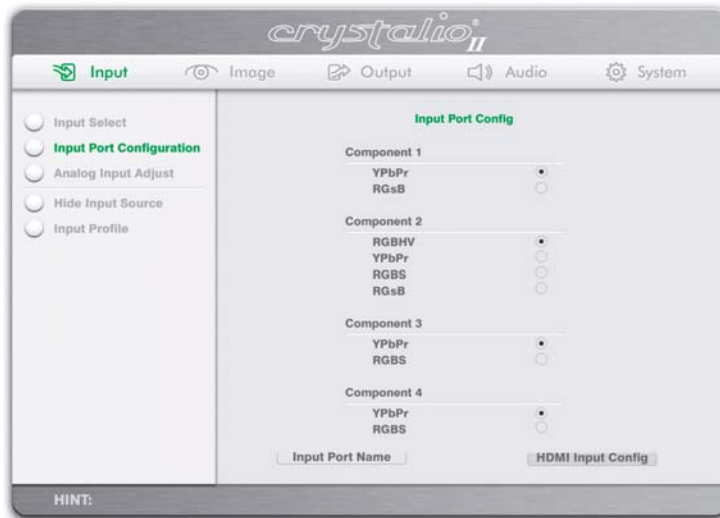 crystalio® II
Input Image Output Audio System
Input Select
Input Port Configuration
Analog Input Adjust
Hide Input Source
Input Profile
Input Port Config
Component 1
YPbPr
RGsB
Component 2
RGBHV
YPbPr
RGBS
RGsB
Component 3
YPbPr
RGBS
Component 4
YPbPr
RGBS
Input Port Name HDMI Input Config
HINT: